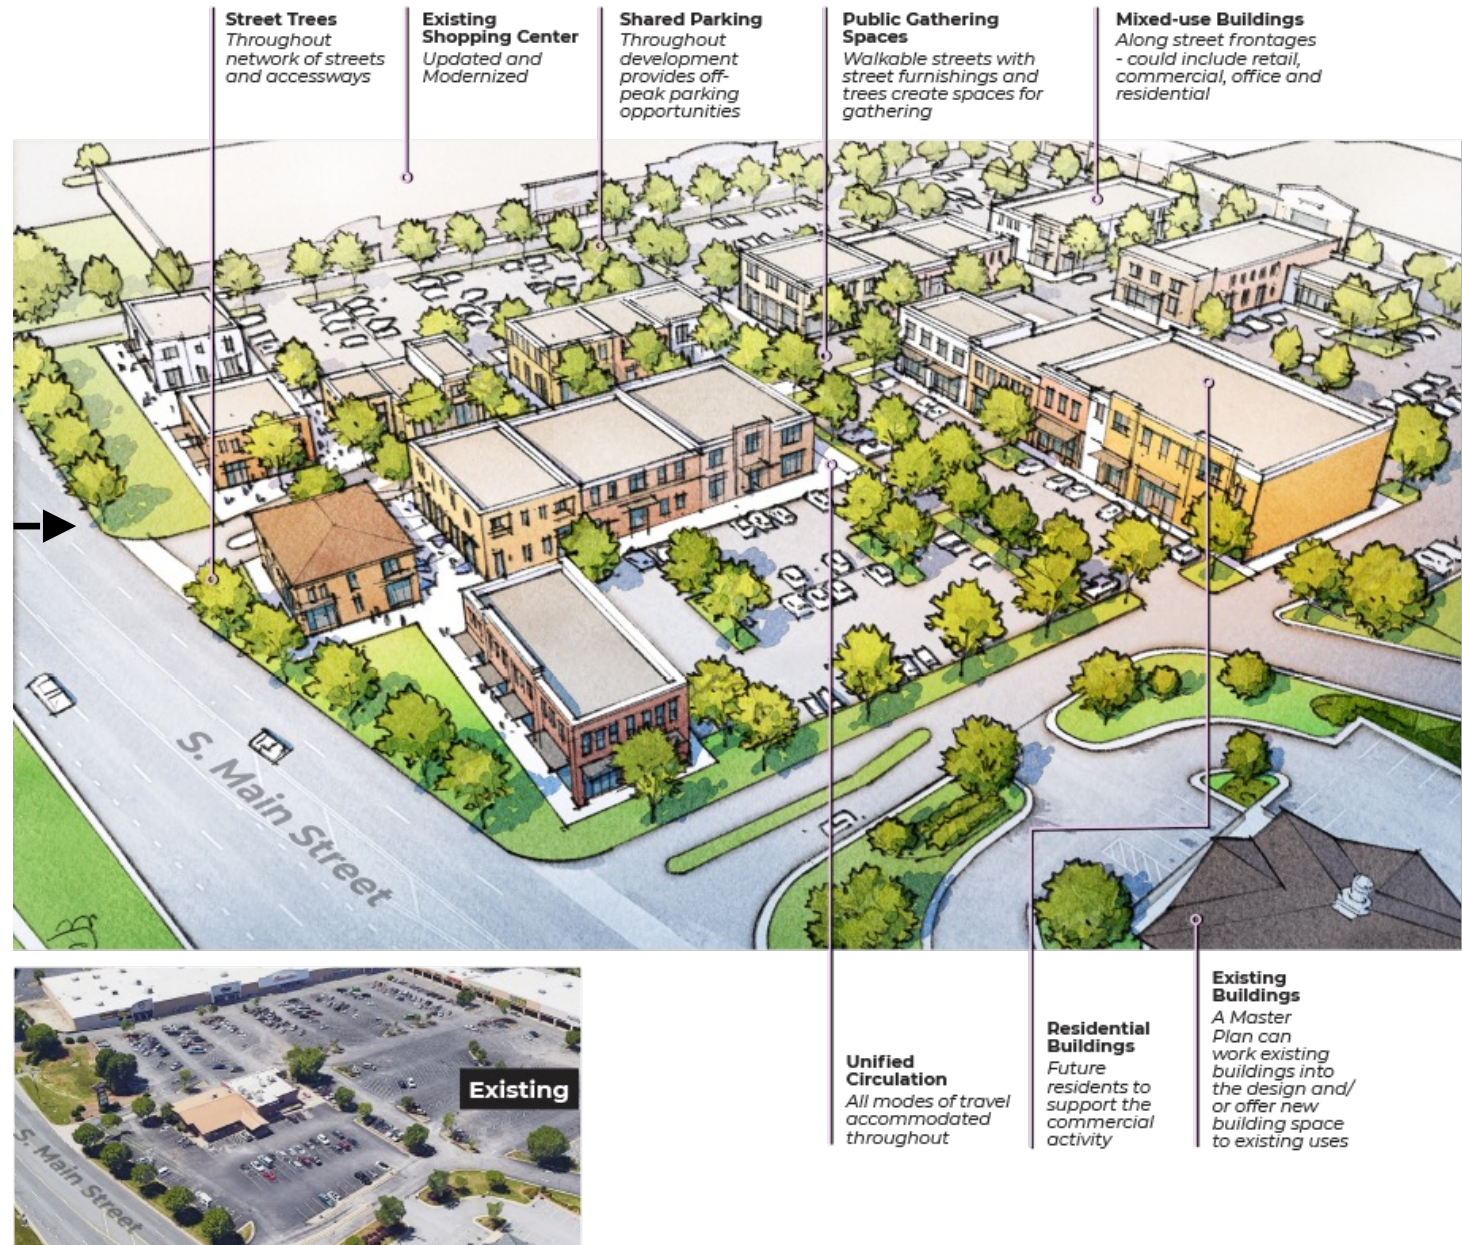 Street Trees
Throughout
network of streets
and accessways
Existing
Shopping Center
Updated and
Modernized
Shared Parking
Throughout
development
provides off-
peak parking
opportunities
Public Gathering
Spaces
Walkable streets with
street furnishings and
trees create spaces for
gathering
Mixed-use Buildings
Along street frontages
- could include retail,
commercial, office and
residential
S. Main Street
Unified
Circulation
All modes of travel
accommodated
throughout
Residential
Buildings
Future
residents to
support the
commercial
activity
Existing
Buildings
A Master
Plan can
work existing
buildings into
the design and/
or offer new
building space
to existing uses
Existing
S. Main Street